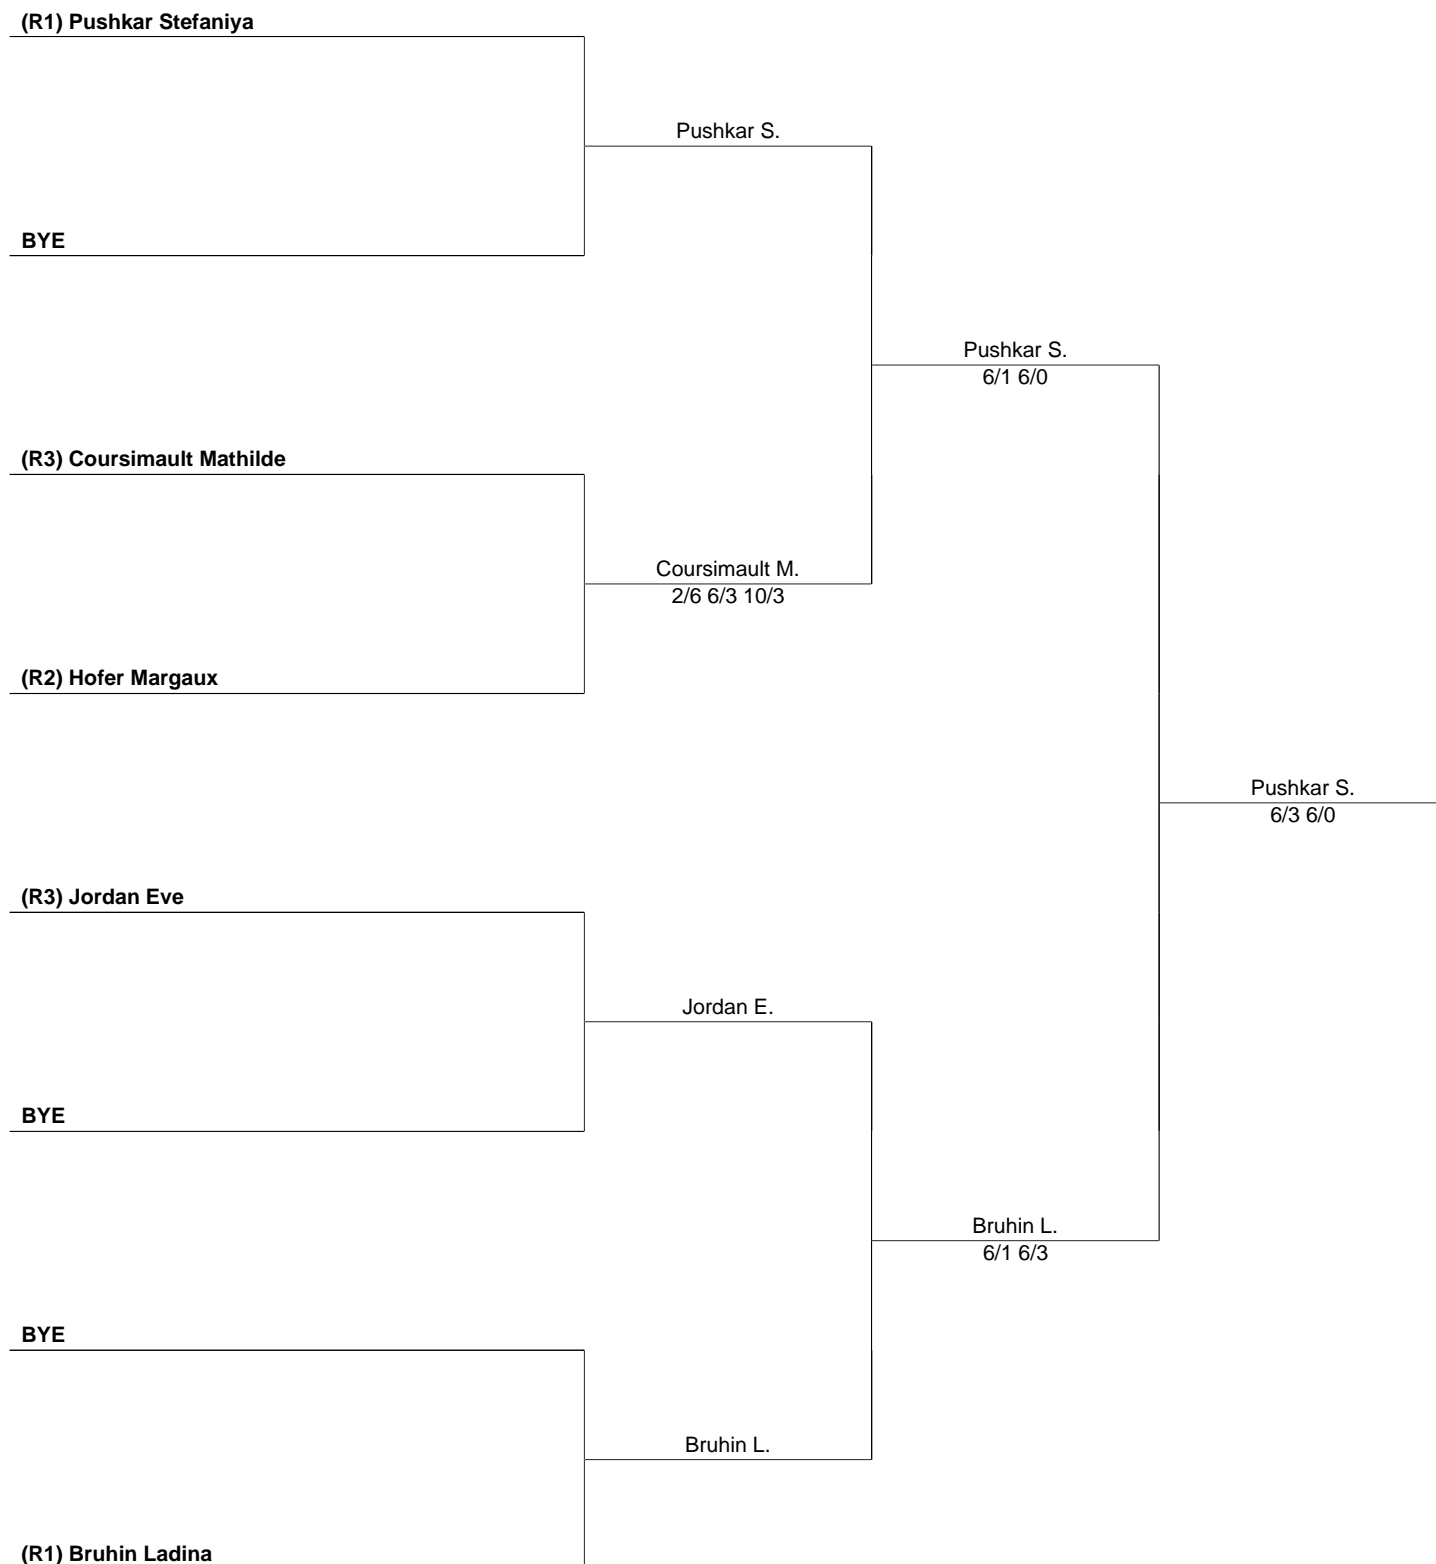 (R1) Pushkar Stefaniya
Pushkar S.
BYE
Pushkar S.
6/1 6/0
(R3) Coursimault Mathilde
Coursimault M.
2/6 6/3 10/3
(R2) Hofer Margaux
Pushkar S.
6/3 6/0
(R3) Jordan Eve
Jordan E.
BYE
Bruhin L.
6/1 6/3
BYE
Bruhin L.
(R1) Bruhin Ladina